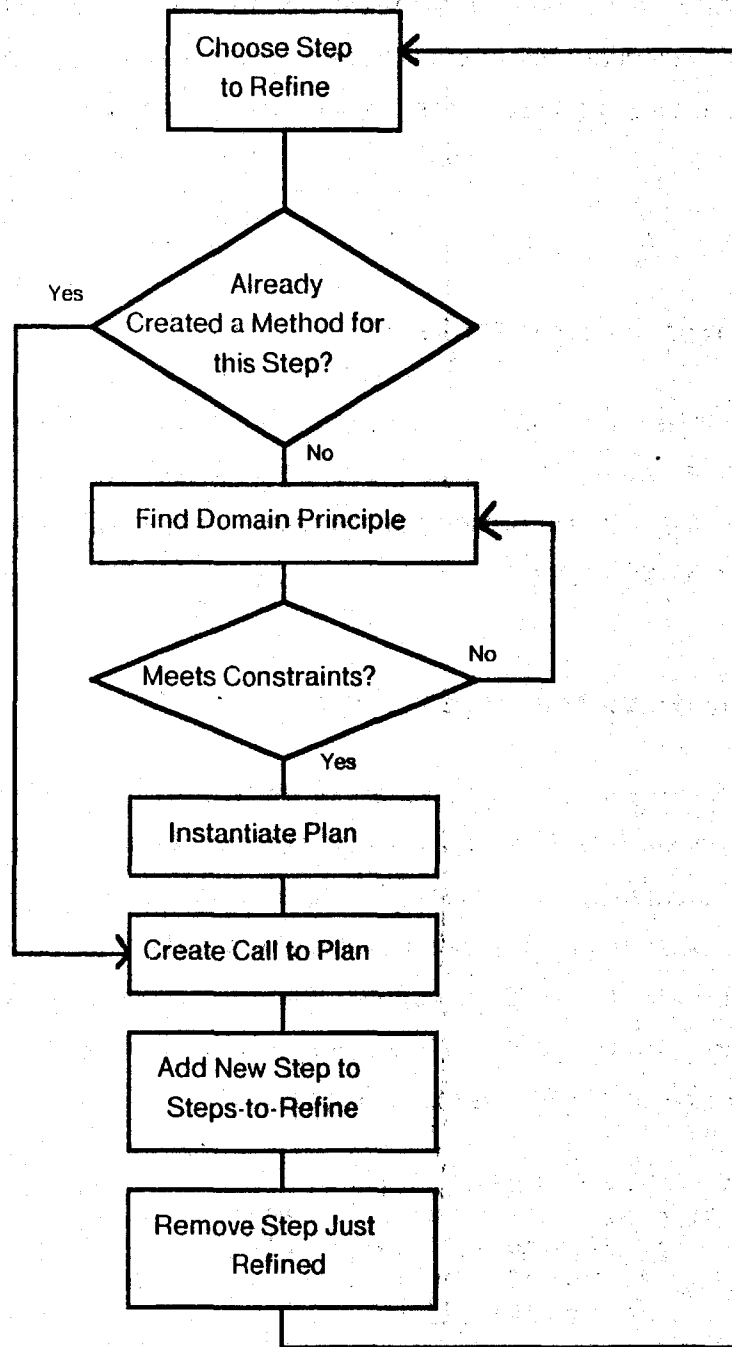 Choose Step
to Refine
Already
Yes
Created a Method for
this Step?
No
Find Domain Principle
No
Meets Constraints?
Yes
Instantiate Plan
Create Call to Plan
Add New Step to
Steps-to-Refine
Remove Step Just
Refined